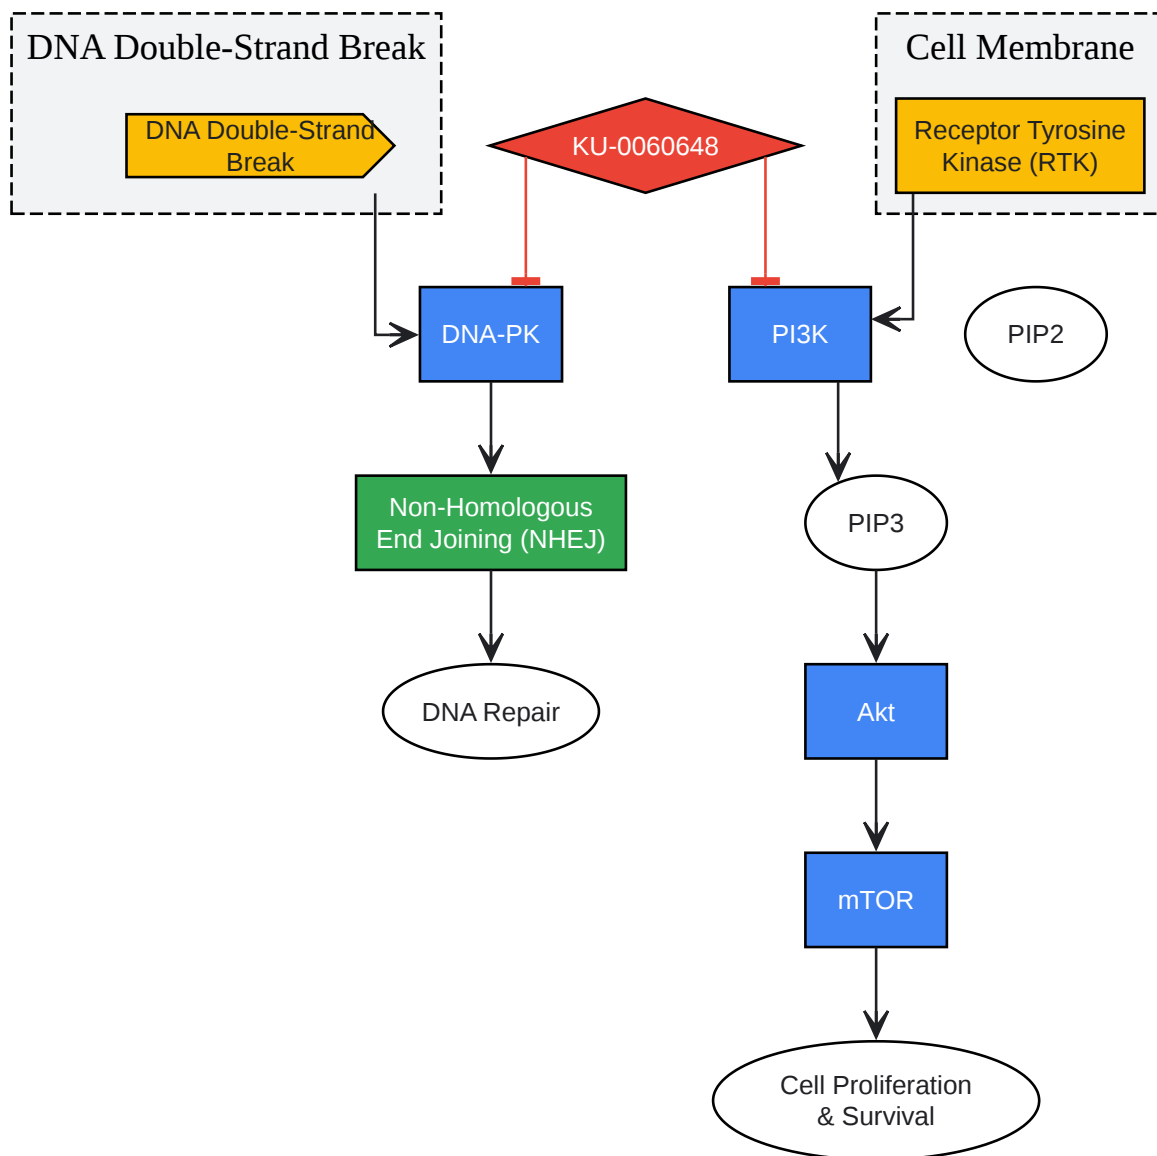 DNA Double-Strand Break
Cell Membrane
DNA Double-Strand
Break
KU-0060648
Receptor Tyrosine
Kinase (RTK)
DNA-PK
PI3K
PIP2
Non-Homologous
End Joining (NHEJ)
PIP3
DNA Repair
Akt
mTOR
Cell Proliferation
& Survival